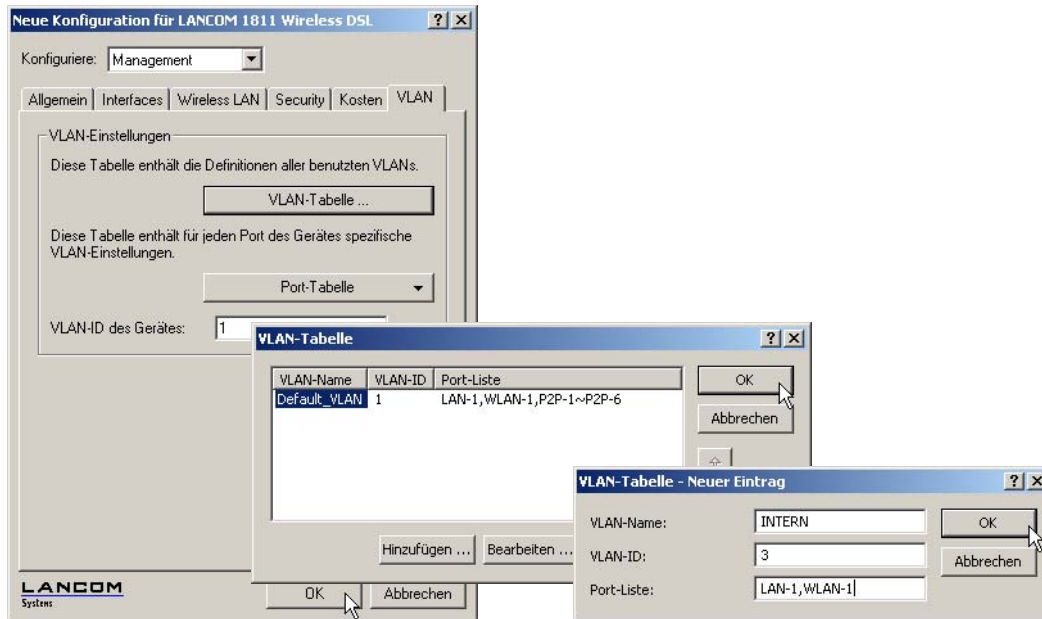 Neue Konfiguration für LANCOM 1811 Wireless DSL
Konfiguriere: Management
Allgemein Interfaces Wireless LAN Security Kosten VLAN
VLAN-Einstellungen
Diese Tabelle enthält die Definitionen aller benutzten VLANs.
VLAN-Tabelle ...
Diese Tabelle enthält für jeden Port des Gerätes spezifische
VLAN-Einstellungen.
Port-Tabelle
VLAN-ID des Gerätes: 1
LANCOM
Systems
OK Abbrechen
VLAN-Tabelle
VLAN-Name VLAN-ID Port-Liste
Default_VLAN 1 LAN-1,WLAN-1,P2P-1~P2P-6
OK
Abbrechen
Hinzufügen ... Bearbeiten ...
VLAN-Tabelle - Neuer Eintrag
VLAN-Name: INTERN
VLAN-ID: 3
Port-Liste: LAN-1,WLAN-1
OK
Abbrechen